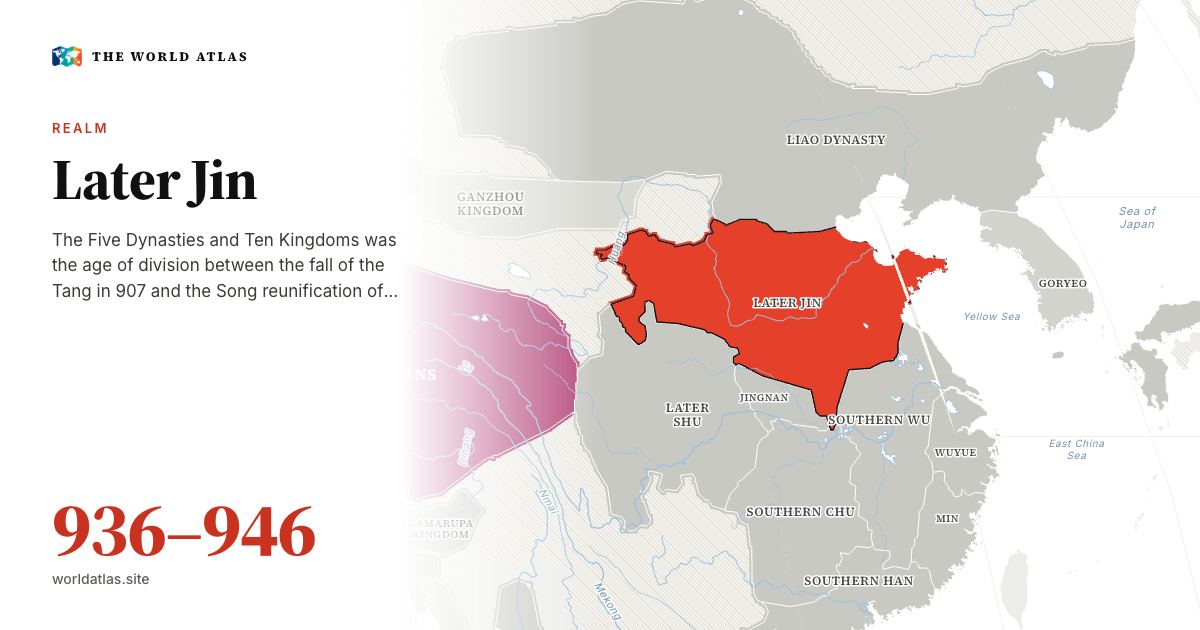 THE WORLD ATLAS
REALM
Later Jin
The Five Dynasties and Ten Kingdoms was
the age of division between the fall of the
Tang in 907 and the Song reunification of...
936–946
worldatlas.site
LIAO DYNASTY
GANZHOU
KINGDOM
Sea of
Japan
Huang
GORYEO
LATER JIN
Yellow Sea
ANS
JINGNAN
LATER
SHU
SOUTHERN WU
East China
Sea
WUYUE
Nmai
SOUTHERN CHU
MIN
KAMARUPA
KINGDOM
SOUTHERN HAN
Mekong